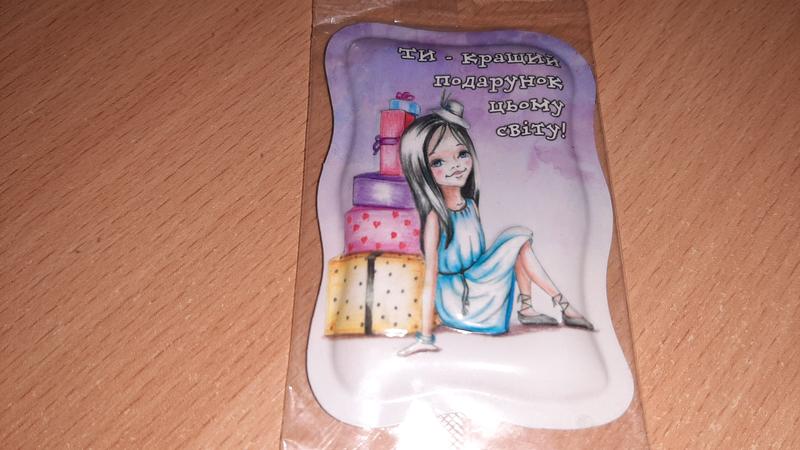 ти - кращий
подарунок
цьому
світу!